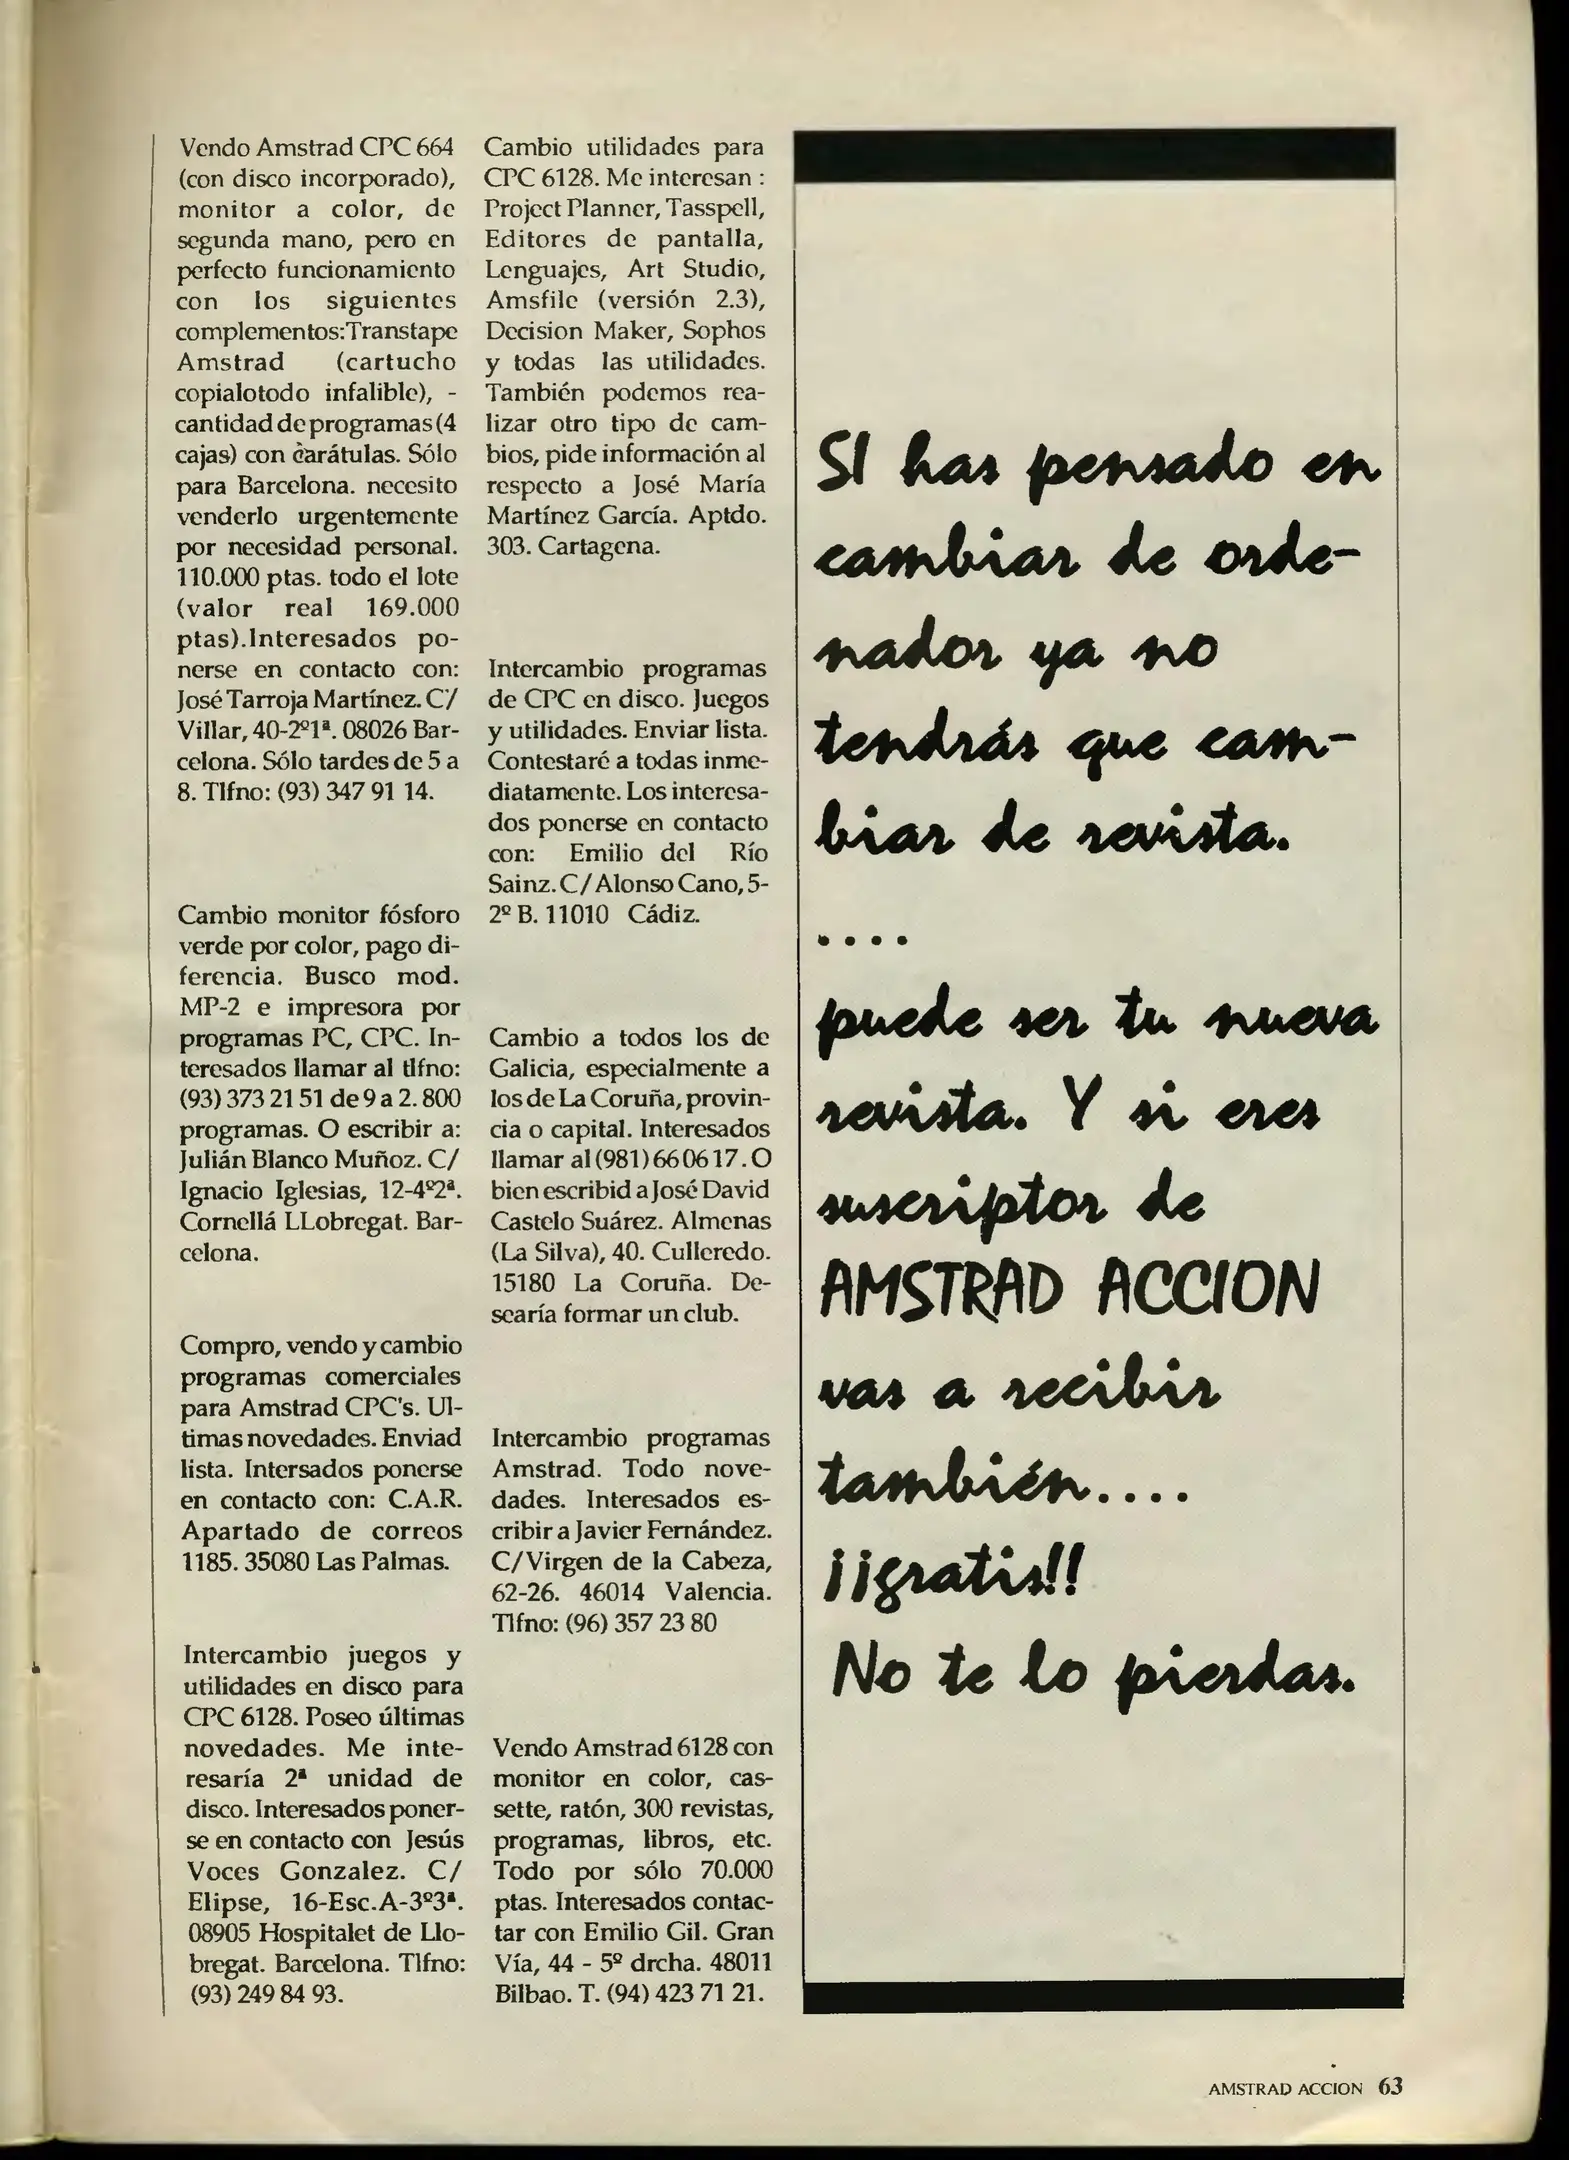 Vendo Amstrad CPC 664
(con disco incorporado),
monitor a color, de
segunda mano, pero en
perfecto funcionamiento
con los siguientes
complementos:Transtape
Amstrad (cartucho
copialotodo infalible), -
cantidad de programas (4
cajas) con carátulas. Sólo
para Barcelona. necesito
venderlo urgentemente
por necesidad personal.
110.000 ptas. todo el lote
(valor real 169.000
ptas).Interesados po-
nerse en contacto con:
José Tarroja Martínez. C/
Villar, 40-2º1ª. 08026 Bar-
celona. Sólo tardes de 5 a
8. Tlfno: (93) 347 91 14.
Cambio monitor fósforo
verde por color, pago di-
ferencia. Busco mod.
MP-2 e impresora por
programas PC, CPC. In-
teresados llamar al tlfno:
(93) 373 21 51 de 9 a 2. 800
programas. O escribir a:
Julián Blanco Muñoz. C/
Ignacio Iglesias, 12-4º2ª.
Cornellá LLobregat. Bar-
celona.
Compro, vendo y cambio
programas comerciales
para Amstrad CPC's. Ul-
timas novedades. Enviad
lista. Intersados ponerse
en contacto con: C.A.R.
Apartado de correos
1185. 35080 Las Palmas.
Intercambio juegos y
utilidades en disco para
CPC 6128. Poseo últimas
novedades. Me inte-
resaría 2ª unidad de
disco. Interesados poner-
se en contacto con Jesús
Voces Gonzalez. C/
Elipse, 16-Esc.A-3º3ª.
08905 Hospitalet de Llo-
bregat. Barcelona. Tlfno:
(93) 249 84 93.
Cambio utilidades para
CPC 6128. Me interesan :
Project Planner, Tasspell,
Editores de pantalla,
Lenguajes, Art Studio,
Amsfile (versión 2.3),
Decision Maker, Sophos
y todas las utilidades.
También podemos rea-
lizar otro tipo de cam-
bios, pide información al
respecto a José María
Martínez García. Aptdo.
303. Cartagena.
Intercambio programas
de CPC en disco. Juegos
y utilidades. Enviar lista.
Contestaré a todas inme-
diatamente. Los interesa-
dos ponerse en contacto
con: Emilio del Río
Sainz. C/ Alonso Cano, 5-
2º B. 11010 Cádiz.
Cambio a todos los de
Galicia, especialmente a
los de La Coruña, provin-
cia o capital. Interesados
llamar al (981) 66 06 17. O
bien escribid a José David
Castelo Suárez. Almenas
(La Silva), 40. Culleredo.
15180 La Coruña. De-
searía formar un club.
Intercambio programas
Amstrad. Todo nove-
dades. Interesados es-
cribir a Javier Fernández.
C/Virgen de la Cabeza,
62-26. 46014 Valencia.
Tlfno: (96) 357 23 80
Vendo Amstrad 6128 con
monitor en color, cas-
sette, ratón, 300 revistas,
programas, libros, etc.
Todo por sólo 70.000
ptas. Interesados contac-
tar con Emilio Gil. Gran
Vía, 44 - 5º drcha. 48011
Bilbao. T. (94) 423 71 21.
SI has pensado en
cambiar de orde-
nador ya no
tendrás que cam-
biar de revista.
....
puede ser tu nueva
revista. Y si eres
suscriptor de
AMSTRAD ACCION
vas a recibir
también....
¡¡gratis!!
No te lo pierdas.
AMSTRAD ACCION 63